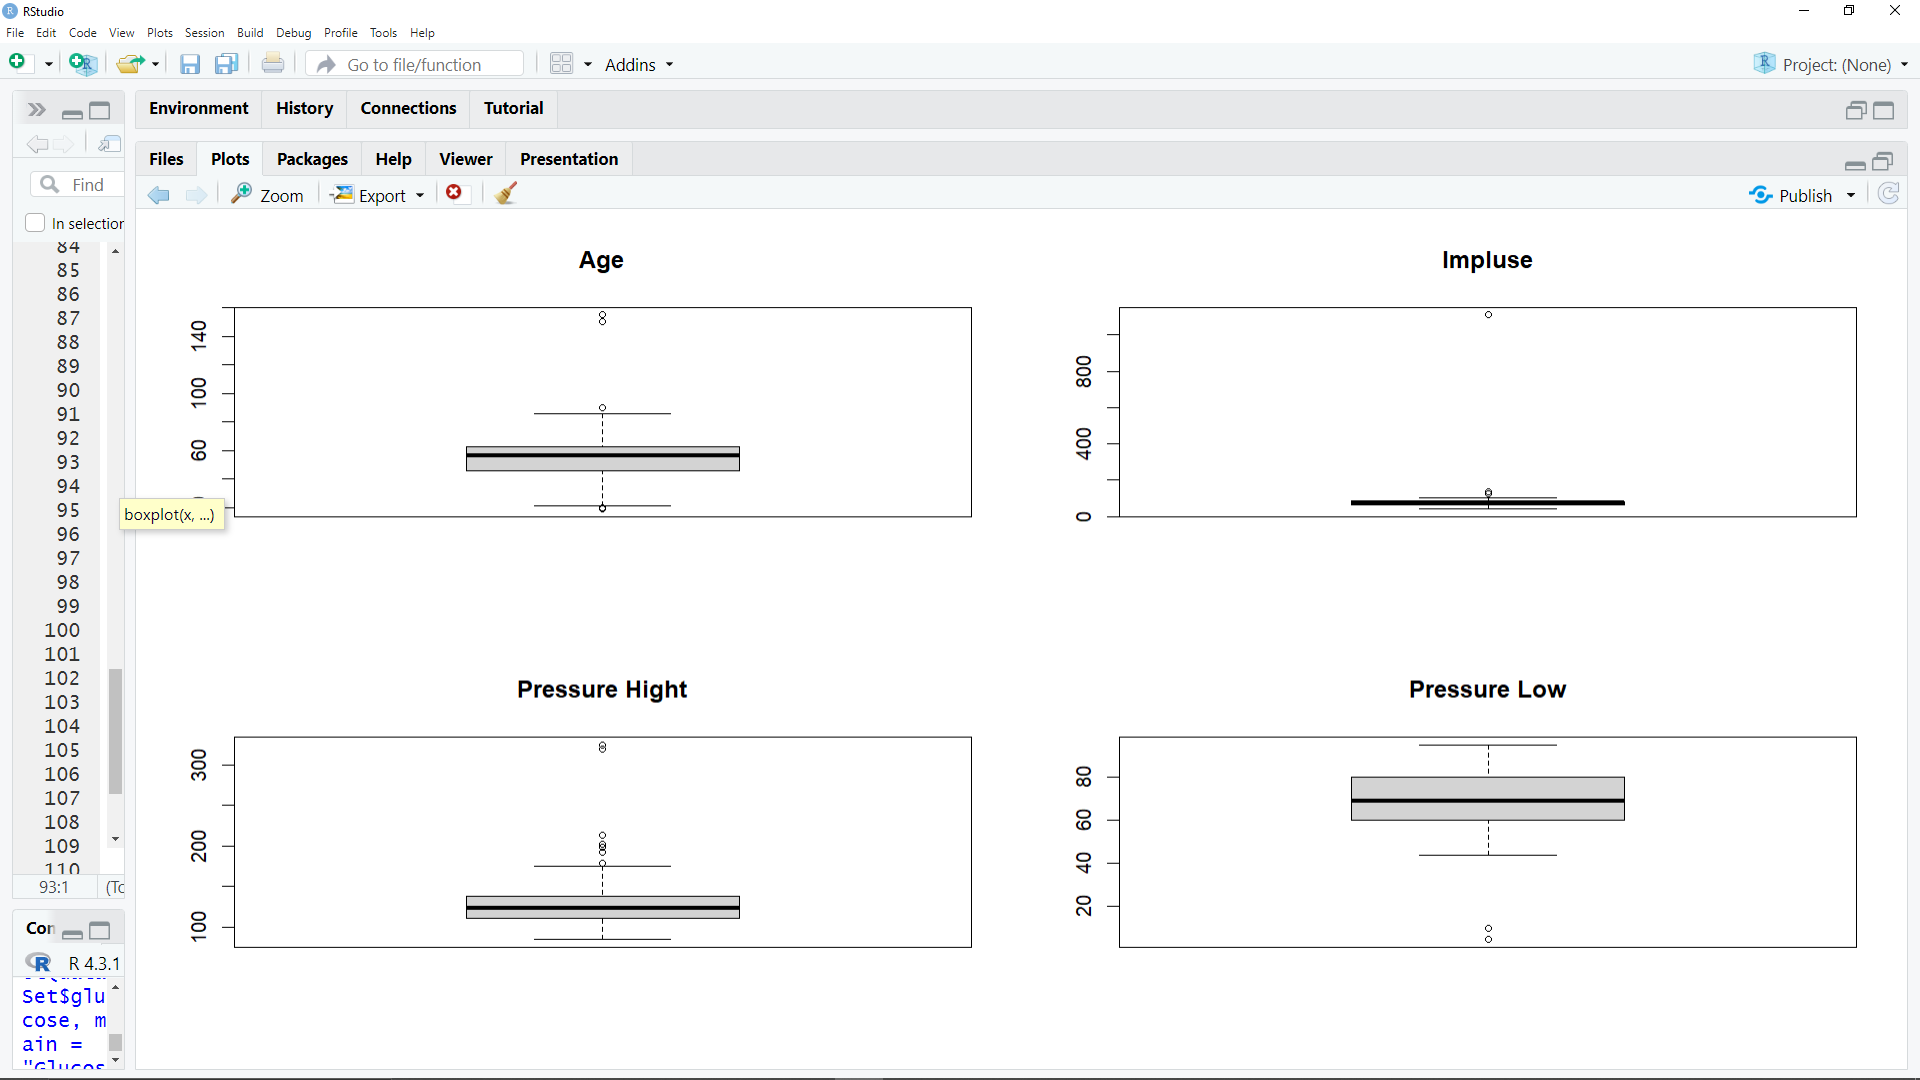 RStudio
File Edit Code View Plots Session Build Debug Profile Tools Help
Go to file/function Addins Project: (None)
Environment History Connections Tutorial
Files Plots Packages Help Viewer Presentation
Zoom Export Publish
Find
In selection
84
85
86
87
88
89
90
91
92
93
94
95
96
97
98
99
100
101
102
103
104
105
106
107
108
109
110
93:1 (To
boxplot(x, ...)
Con
R 4.3.1
Set$glu
cose, m
ain =
"Glucos
Age
140
100
60
Impluse
800
400
0
Pressure Hight
300
200
100
Pressure Low
80
60
40
20